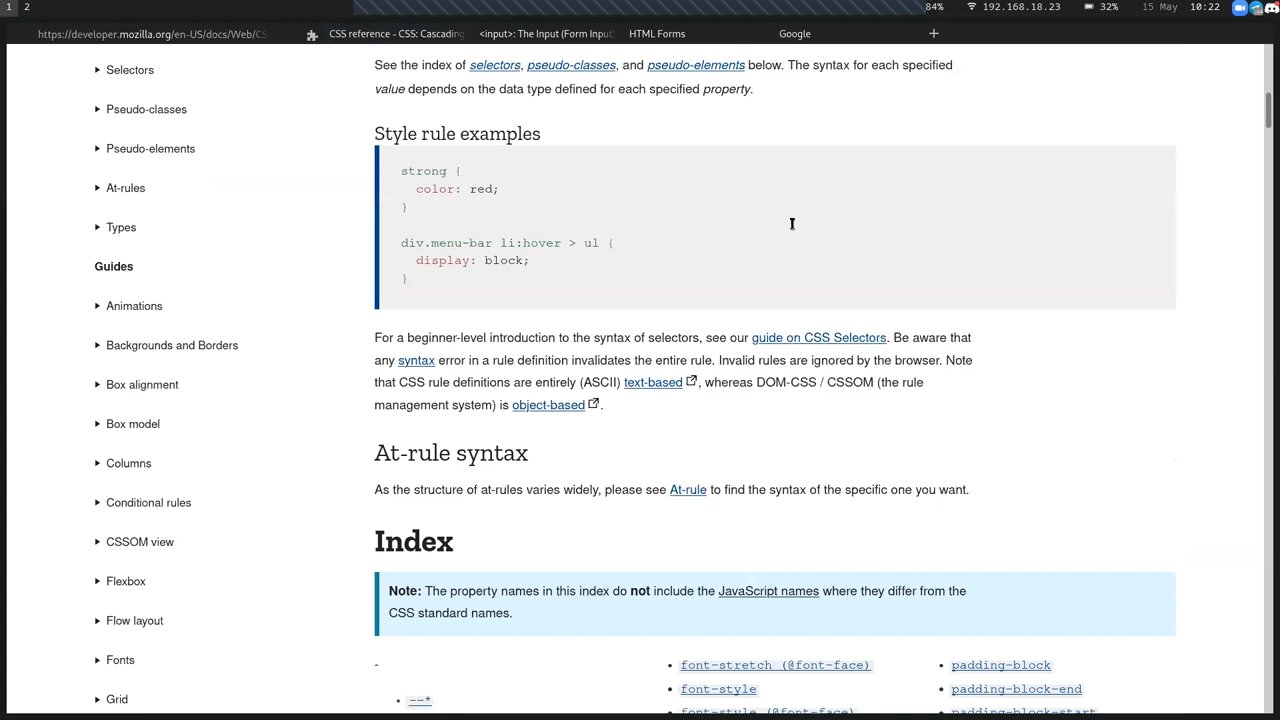 1 2 84% 192.168.18.23 32% 15 May 10:22
https://developer.mozilla.org/en-US/docs/Web/CS CSS reference - CSS: Cascading <input>: The Input (Form Input HTML Forms Google +
Selectors
Pseudo-classes
Pseudo-elements
At-rules
Types
Guides
Animations
Backgrounds and Borders
Box alignment
Box model
Columns
Conditional rules
CSSOM view
Flexbox
Flow layout
Fonts
Grid
See the index of selectors, pseudo-classes, and pseudo-elements below. The syntax for each specified
value depends on the data type defined for each specified property.
Style rule examples
strong {
color: red;
}
div.menu-bar li:hover > ul {
display: block;
}
For a beginner-level introduction to the syntax of selectors, see our guide on CSS Selectors. Be aware that
any syntax error in a rule definition invalidates the entire rule. Invalid rules are ignored by the browser. Note
that CSS rule definitions are entirely (ASCII) text-based, whereas DOM-CSS / CSSOM (the rule
management system) is object-based.
At-rule syntax
As the structure of at-rules varies widely, please see At-rule to find the syntax of the specific one you want.
Index
Note: The property names in this index do not include the JavaScript names where they differ from the
CSS standard names.
-
• --*
• font-stretch (@font-face)
• font-style
• font-style (@font-face)
• padding-block
• padding-block-end
• padding-block-start